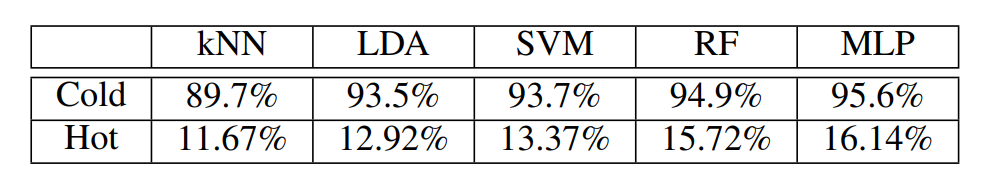 kNN LDA SVM RF MLP
Cold 89.7% 93.5% 93.7% 94.9% 95.6%
Hot 11.67% 12.92% 13.37% 15.72% 16.14%